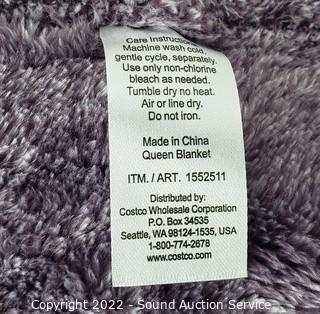 Care Instructions
Machine wash cold,
gentle cycle, separately.
Use only non-chlorine
bleach as needed.
Tumble dry no heat.
Air or line dry.
Do not iron.
Made in China
Queen Blanket
ITM. / ART. 1552511
Distributed by:
Costco Wholesale Corporation
P.O. Box 34535
Seattle, WA 98124-1535, USA
1-800-774-2678
www.costco.com
Copyright 2022 - Sound Auction Service